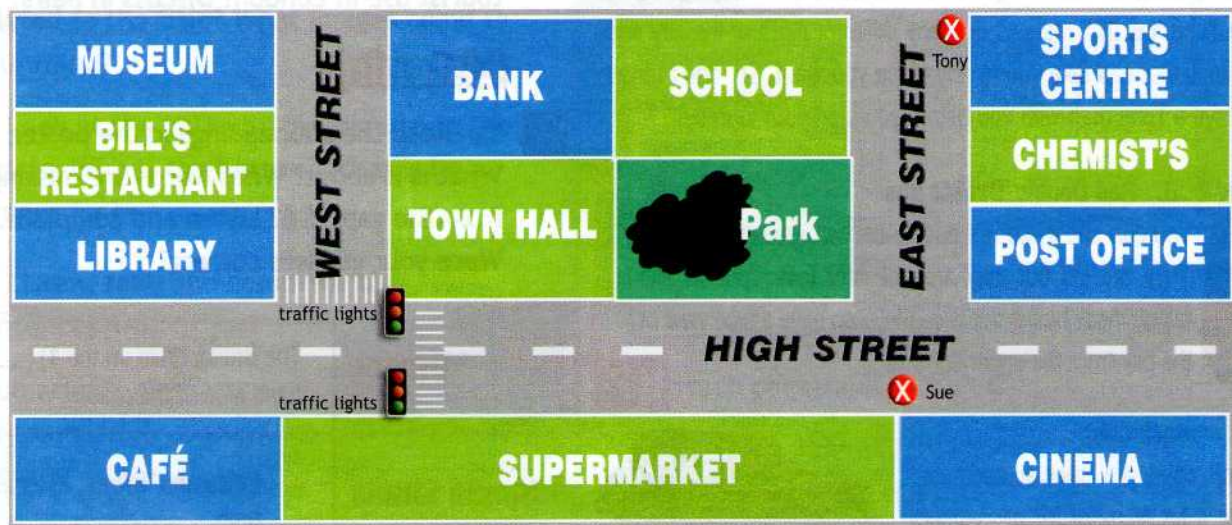 MUSEUM
BILL'S
RESTAURANT
LIBRARY
WEST STREET
BANK
SCHOOL
TOWN HALL
Park
EAST STREET
X
Tony
SPORTS
CENTRE
CHEMIST'S
POST OFFICE
traffic lights
traffic lights
HIGH STREET
X
Sue
CAFÉ
SUPERMARKET
CINEMA